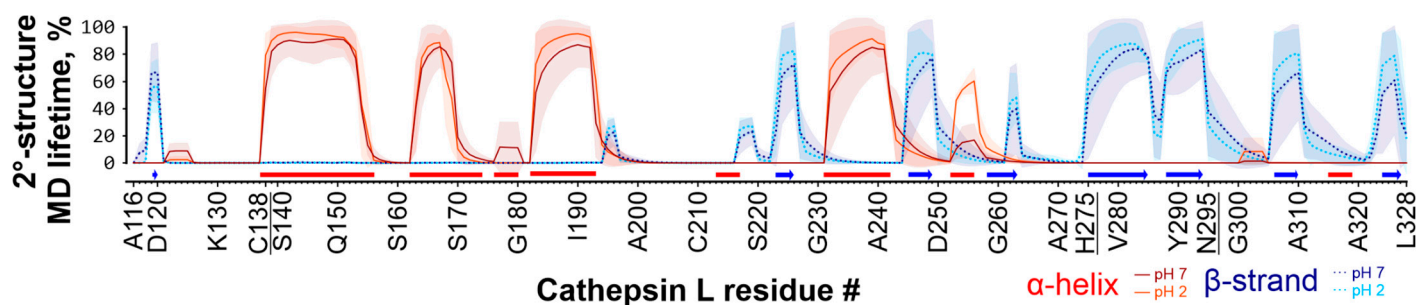 2°-structure
MD lifetime, %
100
80
60
40
20
0
A116
D120
K130
C138
S140
Q150
S160
S170
G180
I190
A200
C210
S220
G230
A240
D250
G260
A270
H275
V280
Y290
N295
G300
A310
A320
L328
Cathepsin L residue #
α-helix
pH 7
pH 2
β-strand
pH 7
pH 2